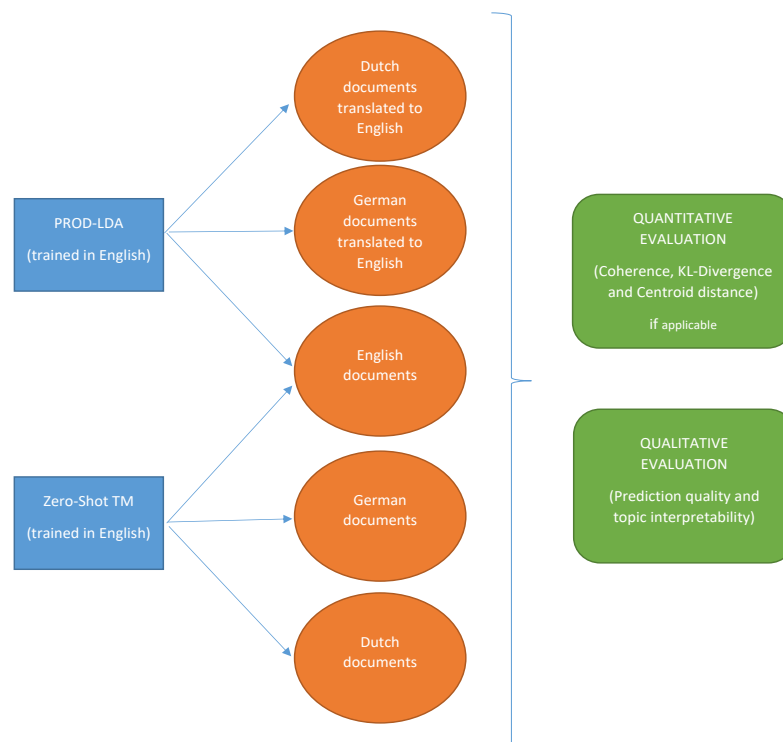 Dutch
documents
translated to
English
German
documents
translated to
English
PROD-LDA
(trained in English)
English
documents
Zero-Shot TM
(trained in English)
German
documents
Dutch
documents
QUANTITATIVE
EVALUATION
(Coherence, KL-Divergence
and Centroid distance)
if applicable
QUALITATIVE
EVALUATION
(Prediction quality and
topic interpretability)